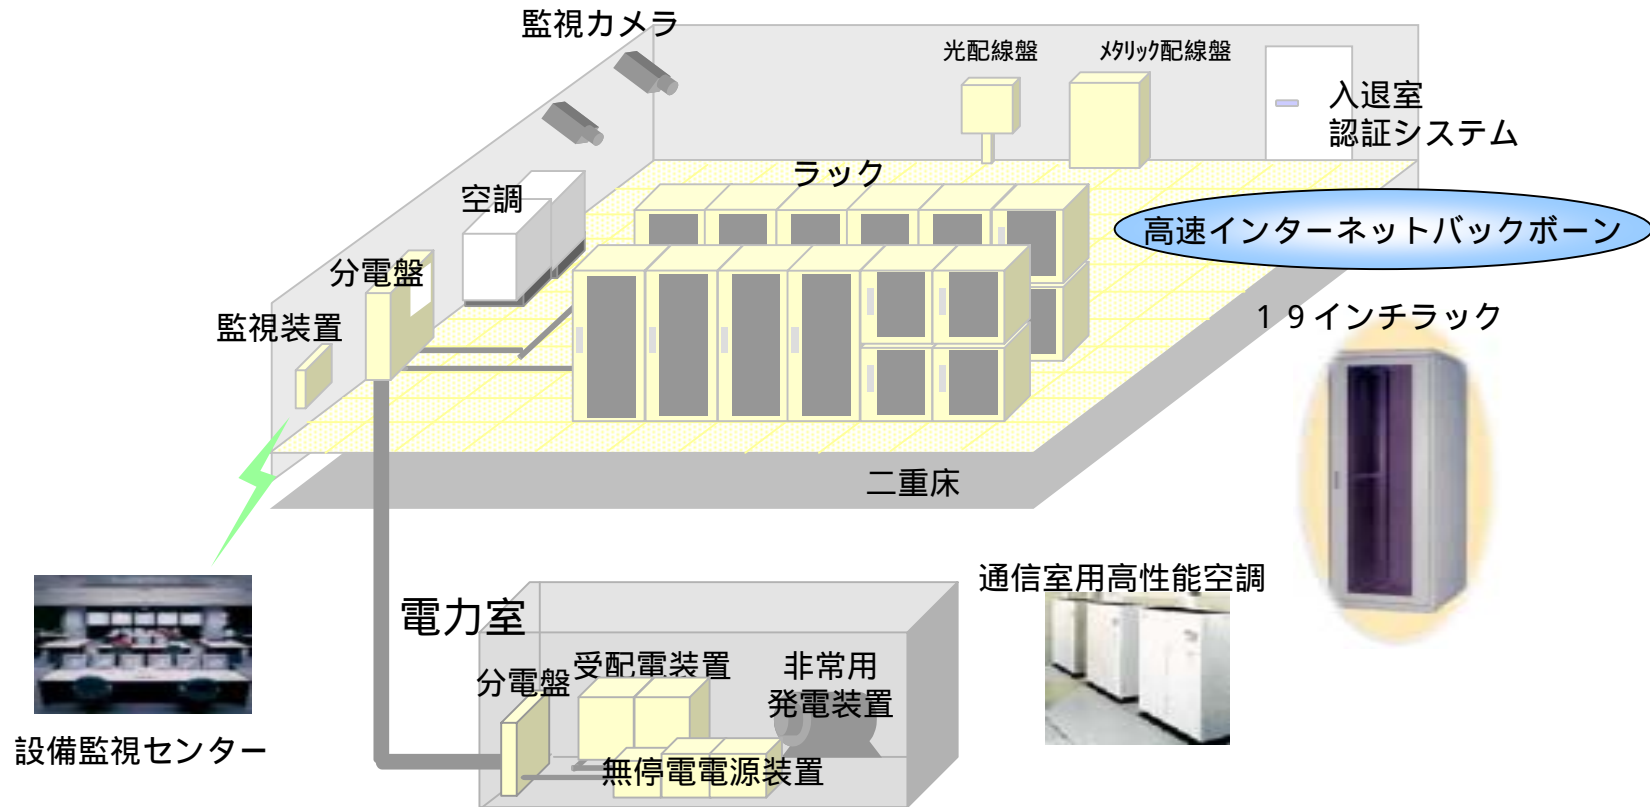 監視カメラ
光配線盤
ﾒﾀﾘｯｸ配線盤
入退室
認証システム
ラック
空調
高速インターネットバックボーン
分電盤
監視装置
１９インチラック
二重床
通信室用高性能空調
電力室
受配電装置
非常用
発電装置
分電盤
設備監視センター
無停電電源装置